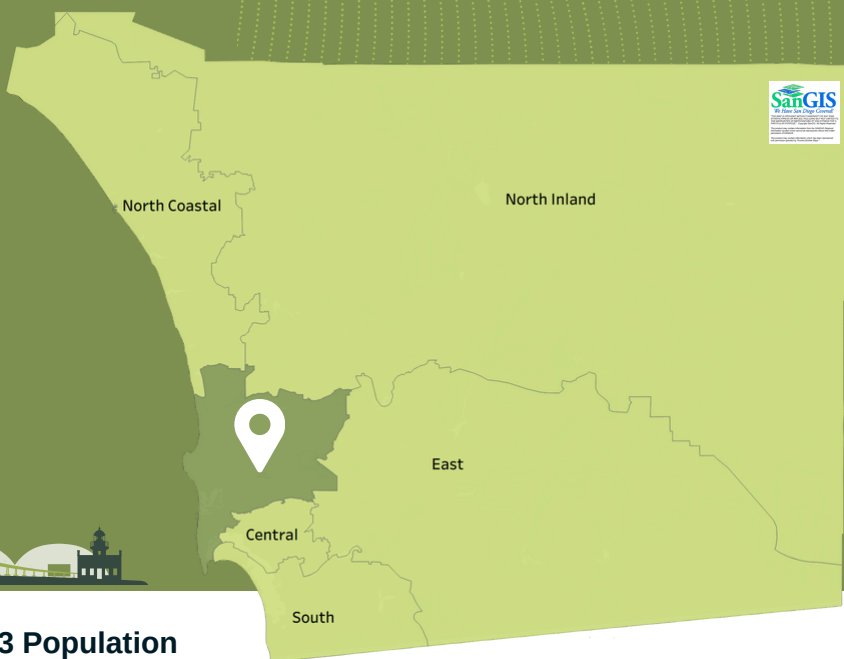 SanGIS
We Have San Diego Covered!
North Inland
North Coastal
East
Central
South
3 Population